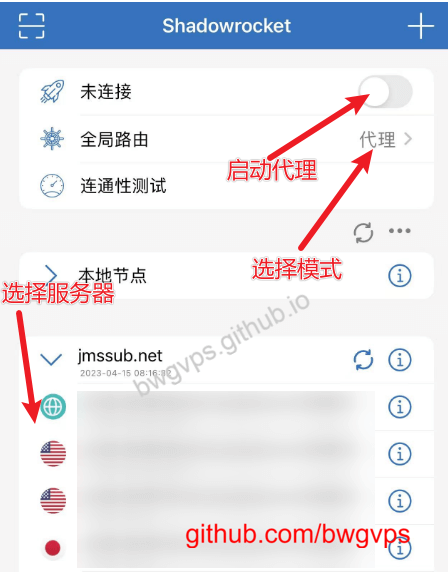 Shadowrocket
未连接
全局路由
代理
启动代理
连通性测试
选择模式
本地节点
选择服务器
jmssub.net
2023-04-15 08:16:32
bwgvps.github.io
github.com/bwgvps